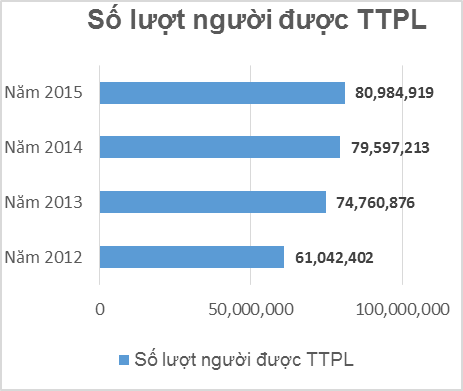 Số lượt người được TTPL
Năm 2015 80,984,919
Năm 2014 79,597,213
Năm 2013 74,760,876
Năm 2012 61,042,402
0 50,000,000 100,000,000
Số lượt người được TTPL